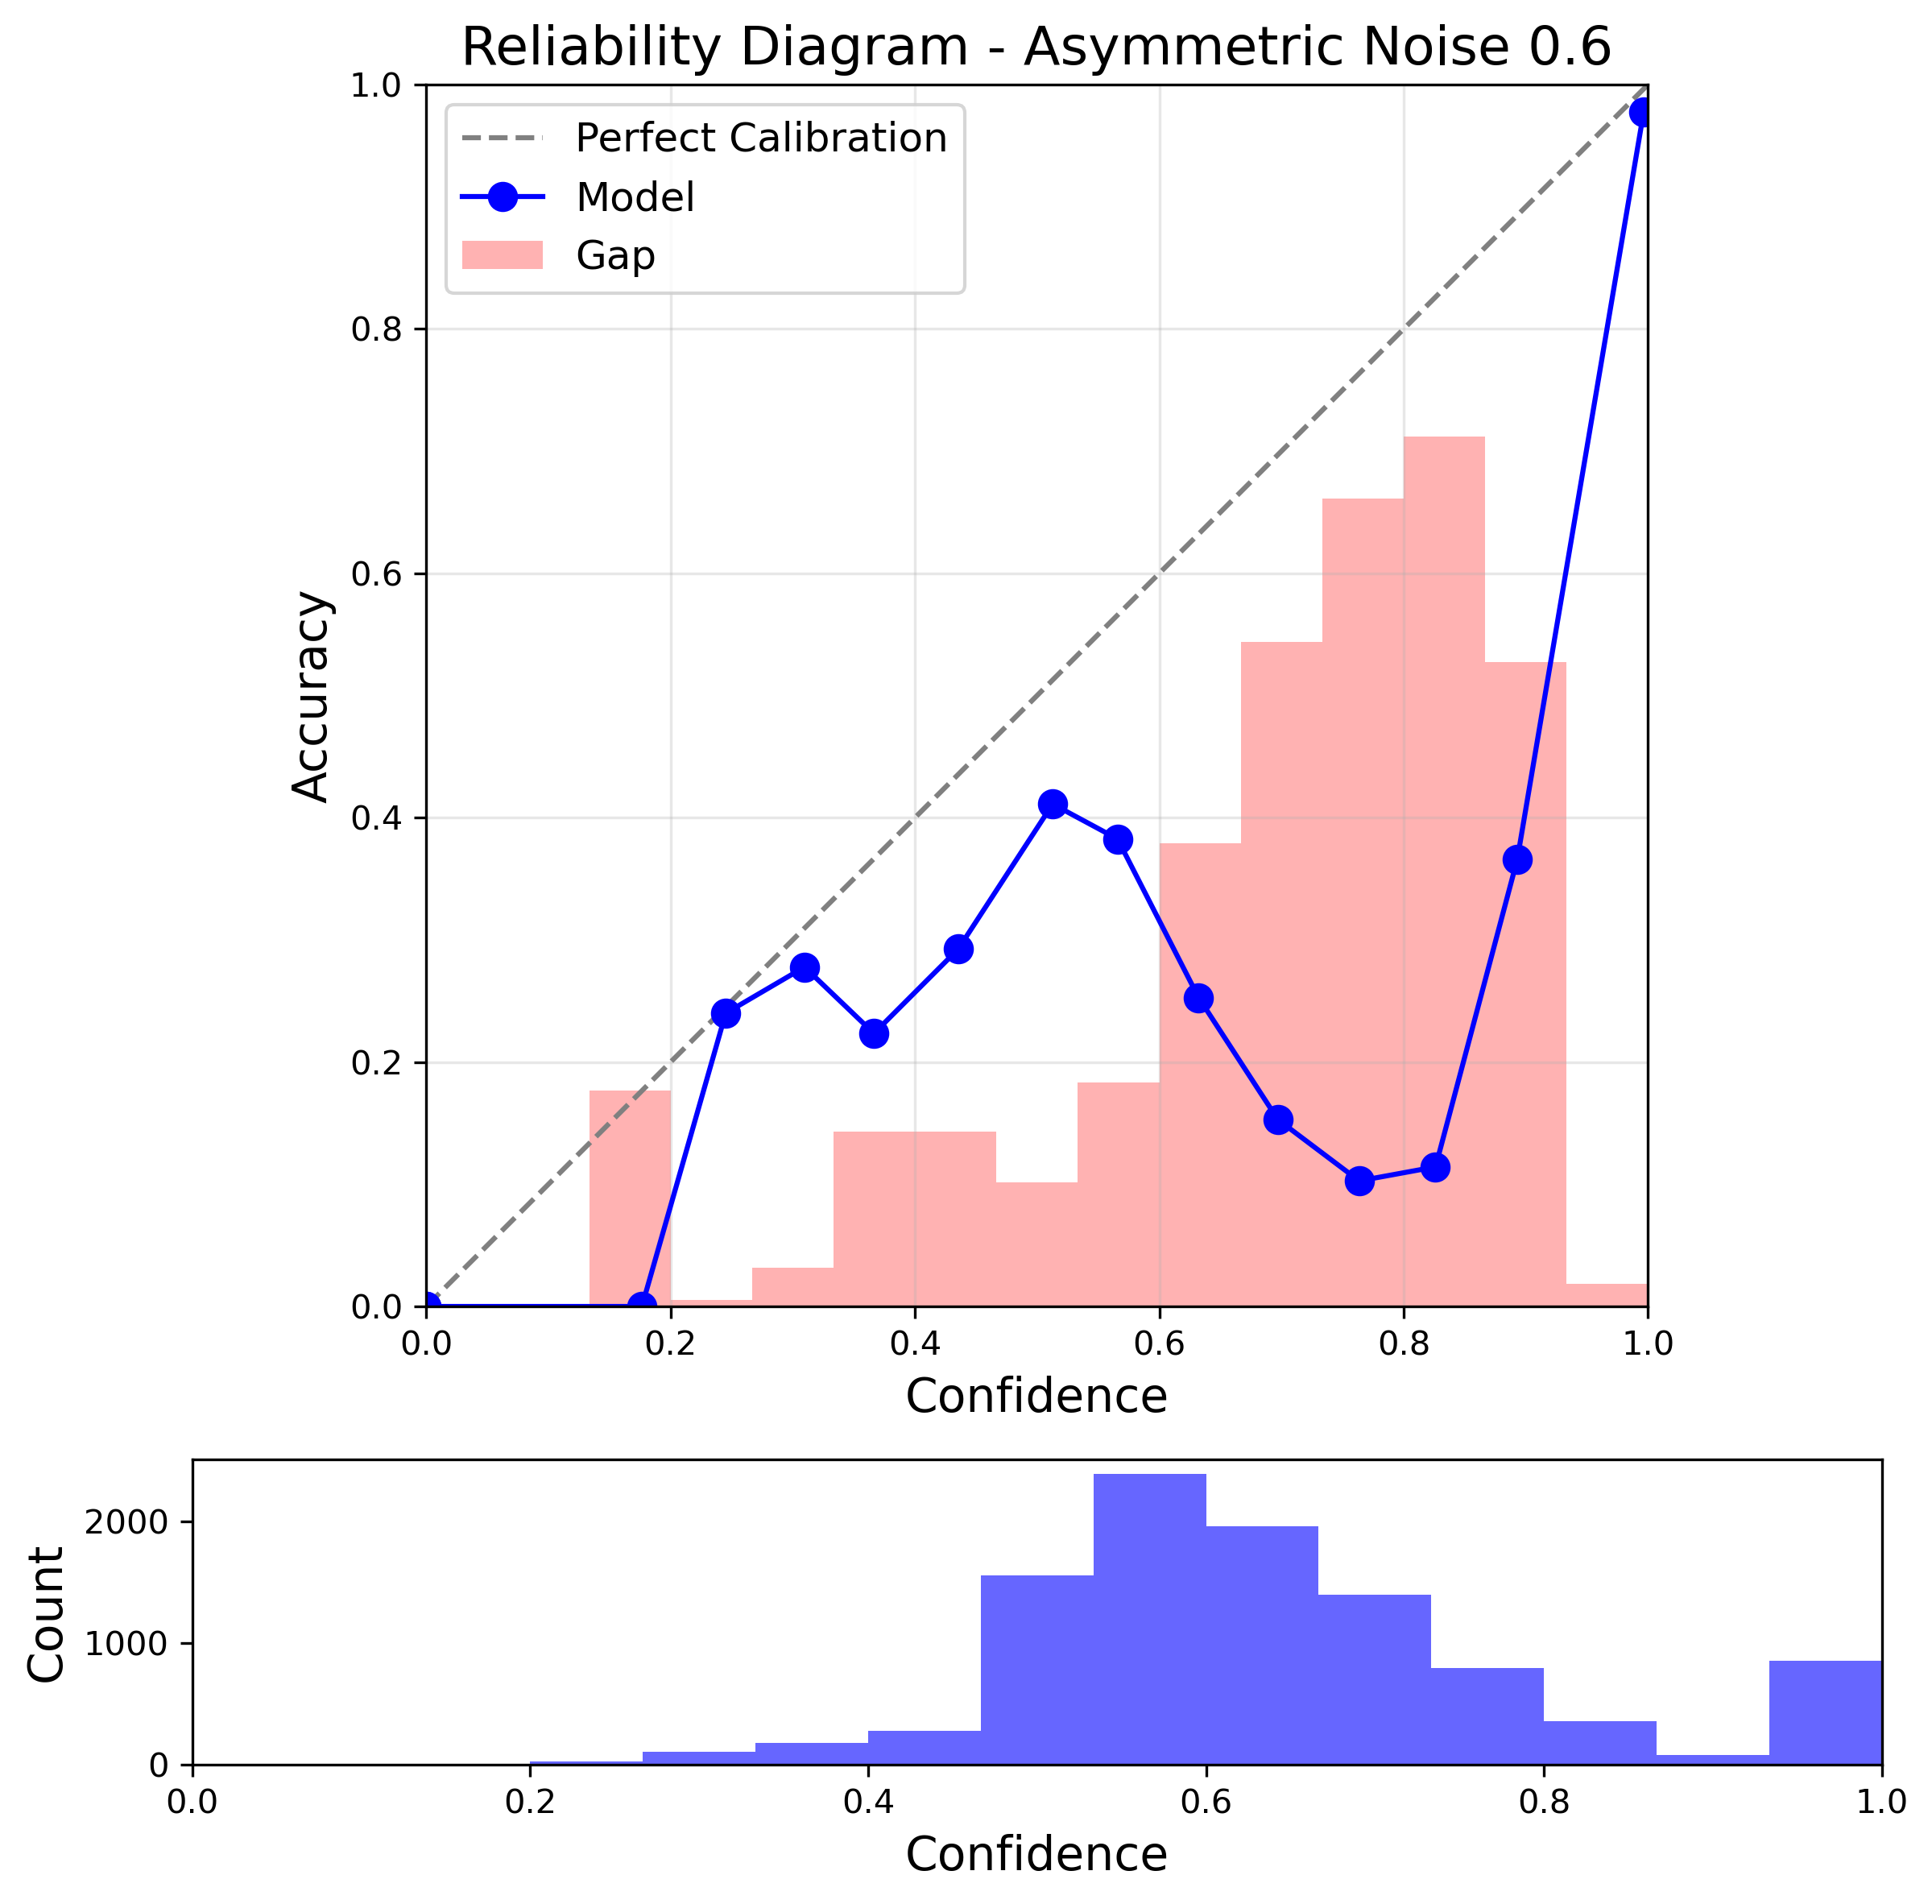 Reliability Diagram - Asymmetric Noise 0.6
1.0
0.8
0.6
0.4
0.2
0.0
Accuracy
Perfect Calibration
Model
Gap
0.0 0.2 0.4 0.6 0.8 1.0
Confidence
2000
1000
0
Count
0.0 0.2 0.4 0.6 0.8 1.0
Confidence